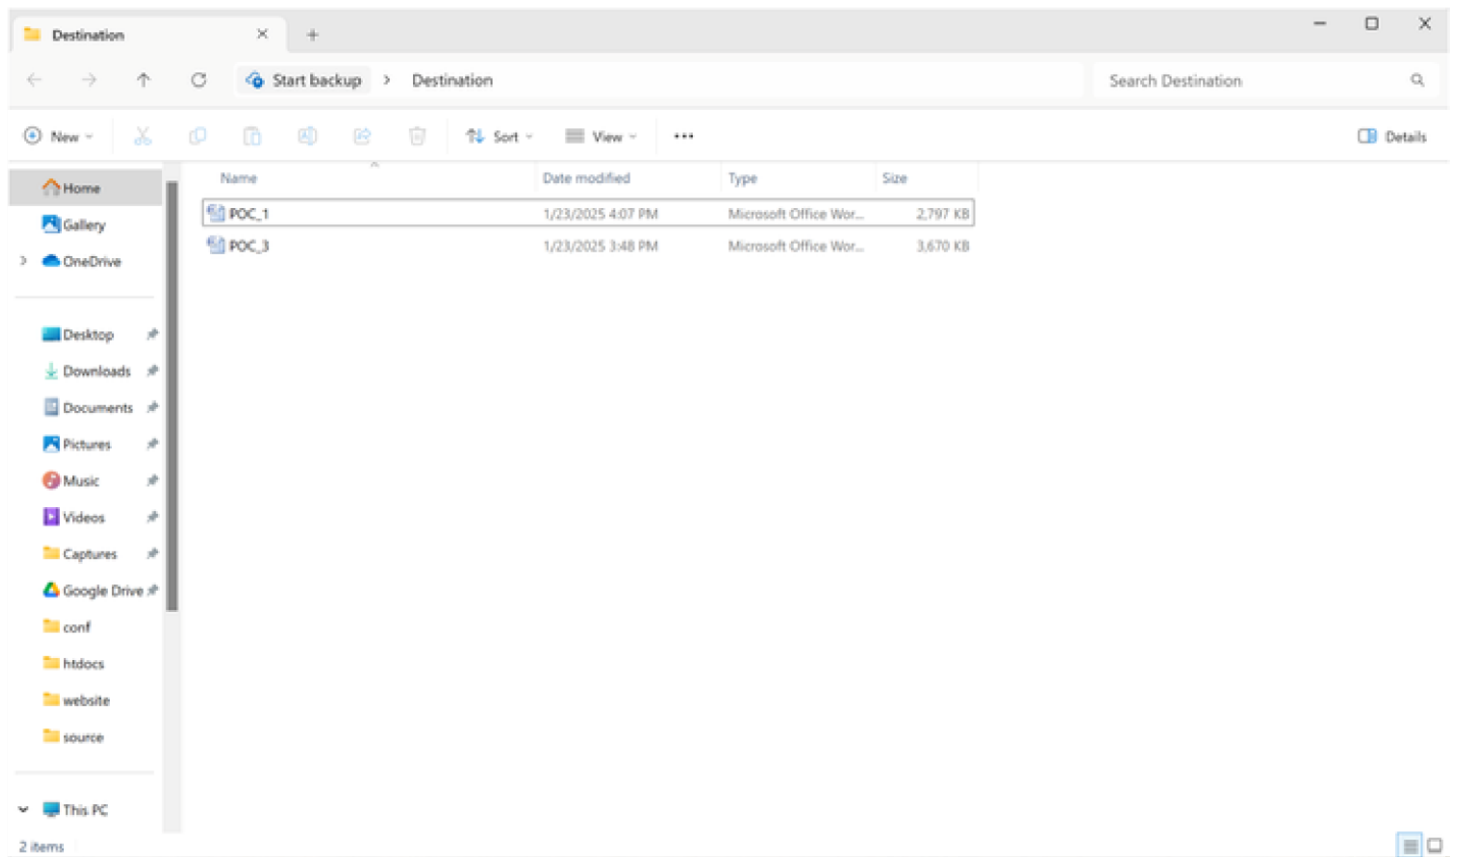 Destination
Start backup > Destination
Search Destination
New
Sort
View
Details
Name Date modified Type Size
POC_1 1/23/2025 4:07 PM Microsoft Office Wor... 2,797 KB
POC_3 1/23/2025 3:48 PM Microsoft Office Wor... 3,670 KB
Home
Gallery
OneDrive
Desktop
Downloads
Documents
Pictures
Music
Videos
Captures
Google Drive
conf
htdocs
website
source
This PC
2 items